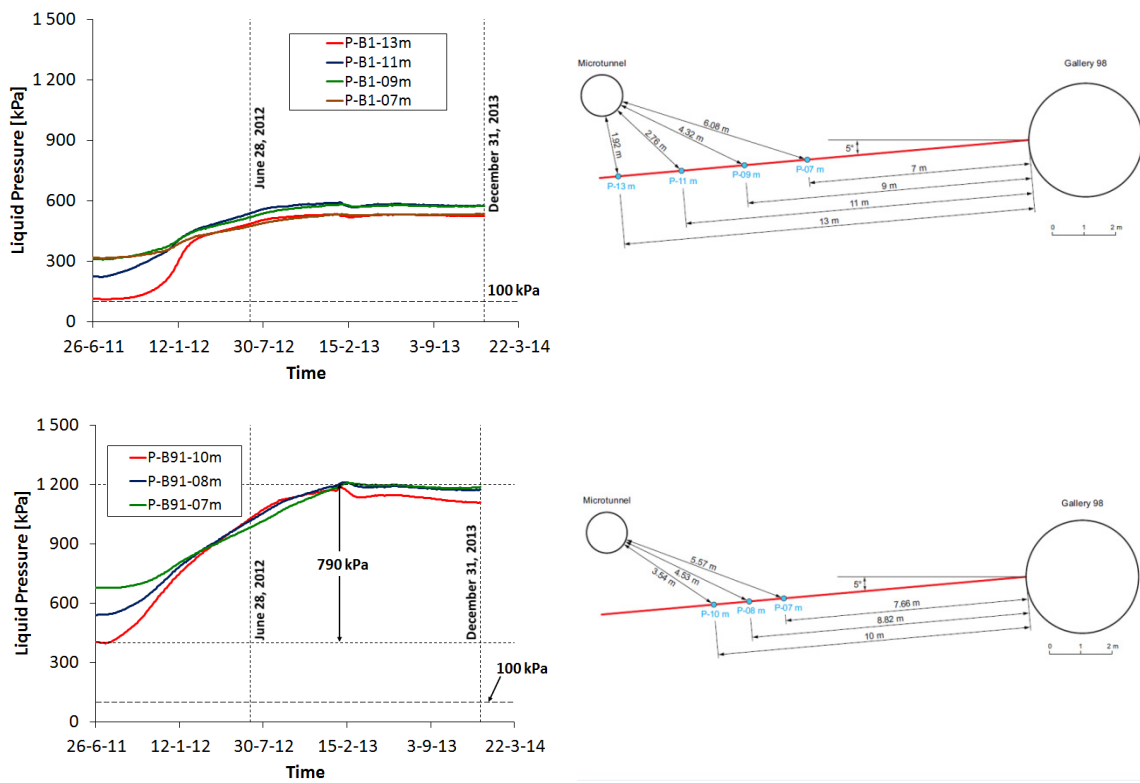 1 500
1 200
900
600
300
0
Liquid Pressure [kPa]
P-B1-13m
P-B1-11m
P-B1-09m
P-B1-07m
June 28, 2012
December 31, 2013
100 kPa
26-6-11 12-1-12 30-7-12 15-2-13 3-9-13 22-3-14
Time
Microtunnel
Gallery 98
6.08 m
4.32 m
2.76 m
1.92 m
5°
P-13 m P-11 m P-09 m P-07 m
7 m
9 m
11 m
13 m
0 1 2 m
1 500
1 200
900
600
300
0
Liquid Pressure [kPa]
P-B91-10m
P-B91-08m
P-B91-07m
790 kPa
June 28, 2012
December 31, 2013
100 kPa
26-6-11 12-1-12 30-7-12 15-2-13 3-9-13 22-3-14
Time
Microtunnel
Gallery 98
5.57 m
4.53 m
3.54 m
5°
P-10 m P-08 m P-07 m
7.66 m
8.82 m
10 m
0 1 2 m